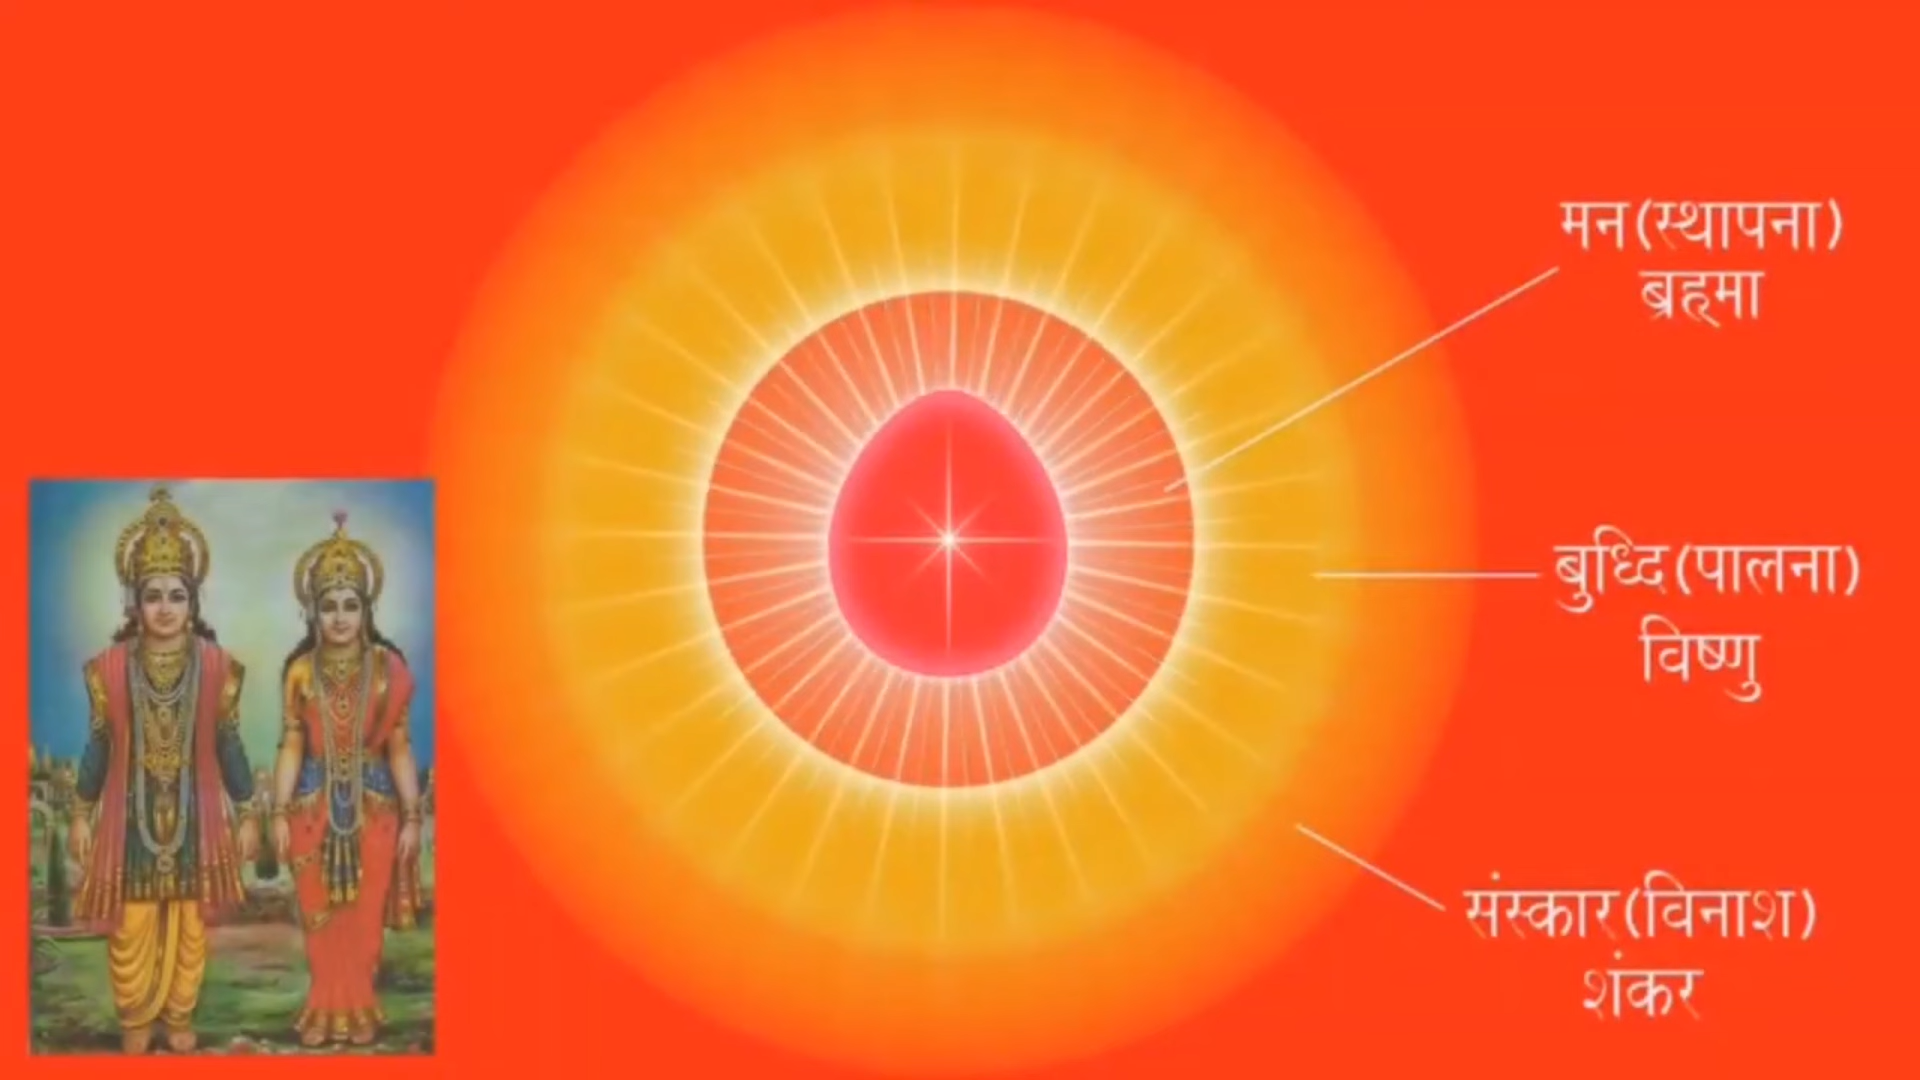 मन(स्थापना)
ब्रह्मा
बुध्दि(पालना)
विष्णु
संस्कार(विनाश)
शंकर